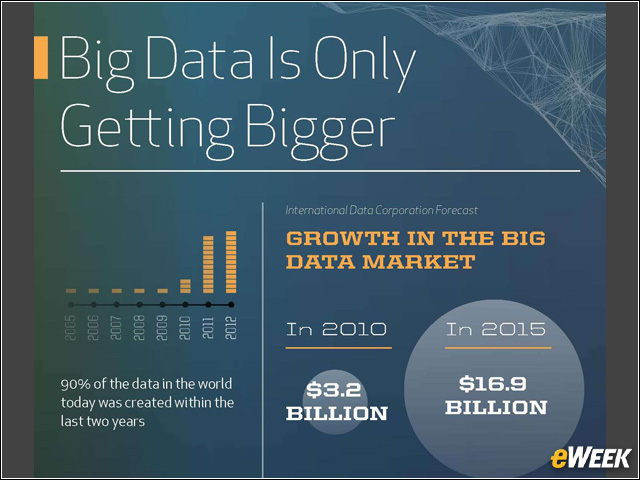 Big Data Is Only
Getting Bigger
2005
2006
2007
2008
2009
2010
2011
2012
90% of the data in the world
today was created within the
last two years
International Data Corporation Forecast
GROWTH IN THE BIG
DATA MARKET
In 2010
$3.2
BILLION
In 2015
$16.9
BILLION
eWEEK